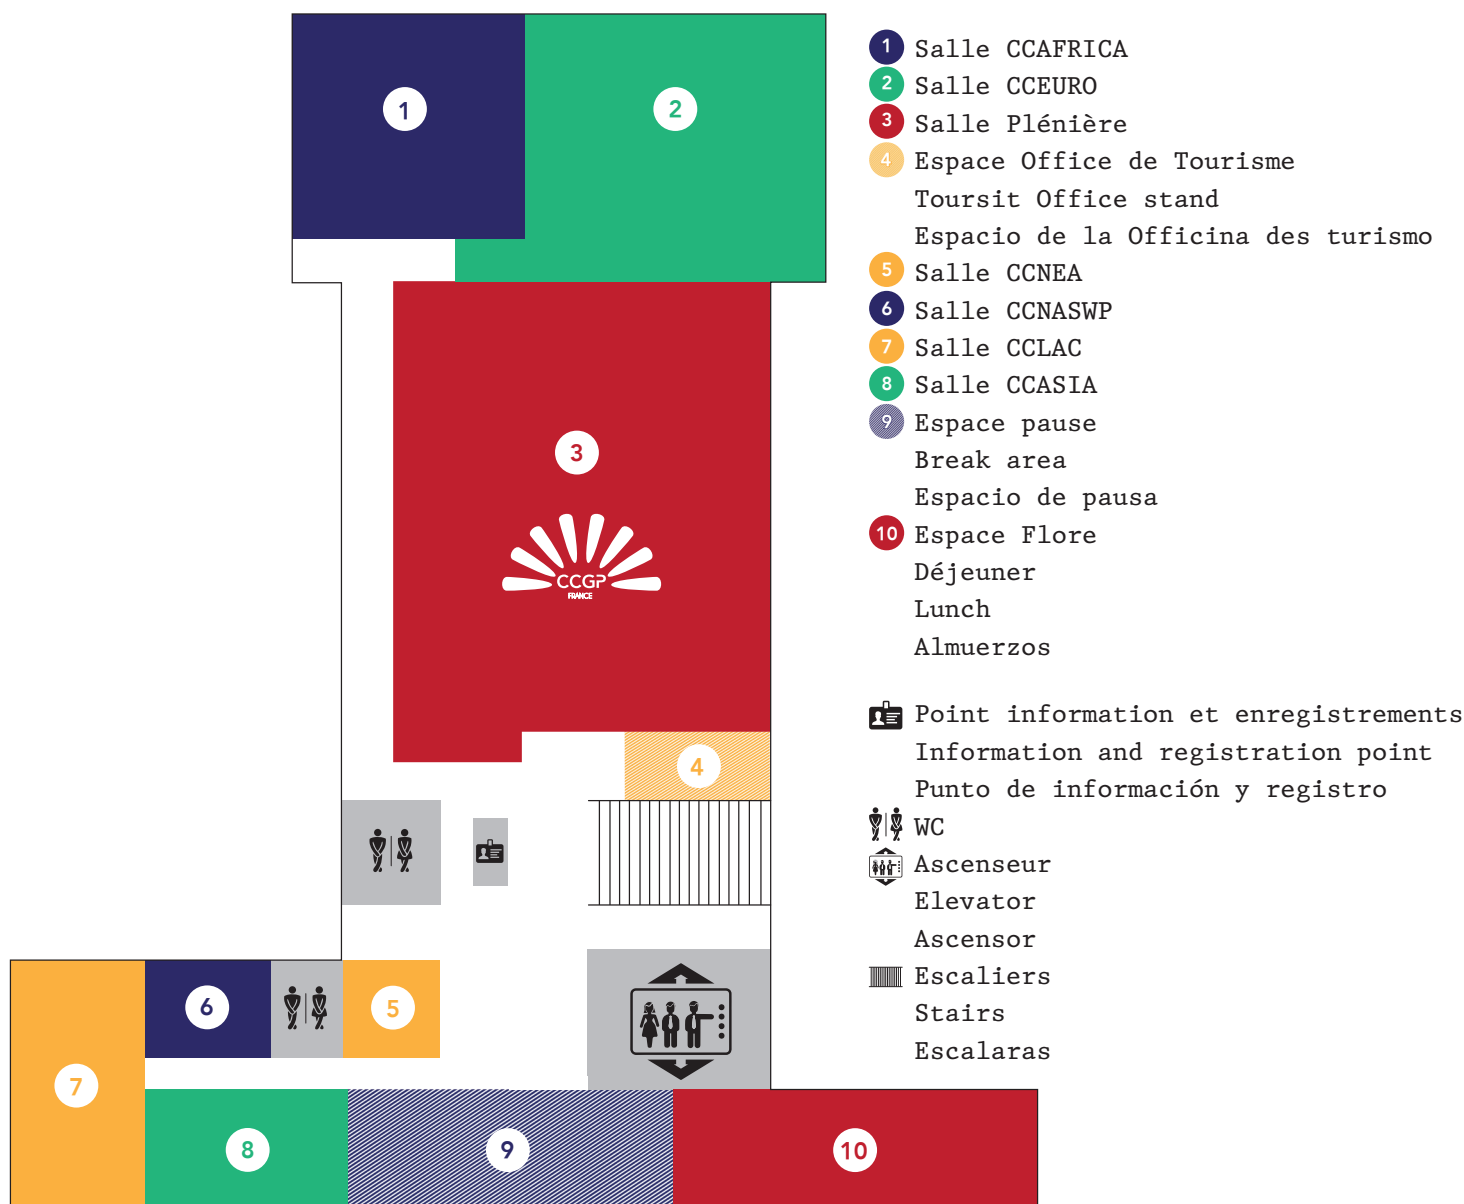 1
2
3
CCGP
FRANCE
4
6
5
7
8
9
10
1 Salle CCAFRICA
2 Salle CCEURO
3 Salle Plénière
4 Espace Office de Tourisme
Toursit Office stand
Espacio de la Officina des turismo
5 Salle CCNEA
6 Salle CCNASWP
7 Salle CCLAC
8 Salle CCASIA
9 Espace pause
Break area
Espacio de pausa
10 Espace Flore
Déjeuner
Lunch
Almuerzos
Point information et enregistrements
Information and registration point
Punto de información y registro
WC
Ascenseur
Elevator
Ascensor
Escaliers
Stairs
Escalaras